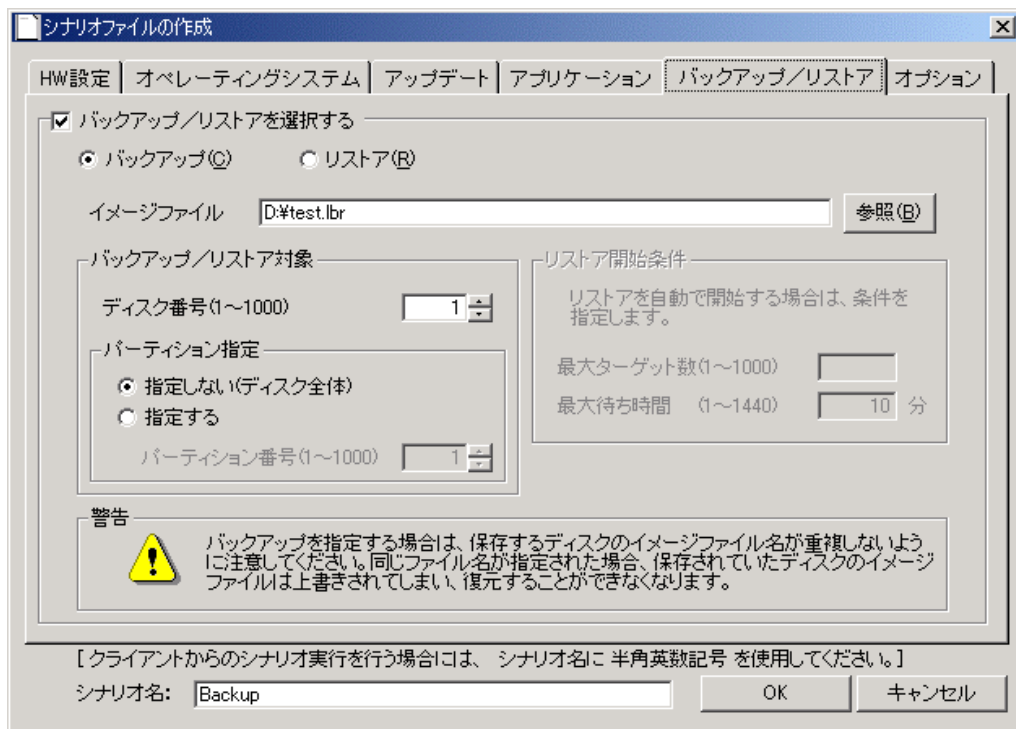 シナリオファイルの作成
HW設定 オペレーティングシステム アップデート アプリケーション バックアップ／リストア オプション
バックアップ／リストアを選択する
バックアップ(C) リストア(R)
イメージファイル D:¥test.lbr 参照(B)
バックアップ／リストア対象 リストア開始条件
ディスク番号(1～1000) 1
リストアを自動で開始する場合は、条件を
指定します。
パーティション指定
指定しない(ディスク全体)
指定する
パーティション番号(1～1000) 1
最大ターゲット数(1～1000)
最大待ち時間 (1～1440) 10 分
警告
バックアップを指定する場合は、保存するディスクのイメージファイル名が重複しないよう
に注意してください。同じファイル名が指定された場合、保存されていたディスクのイメージ
ファイルは上書きされてしまい、復元することができなくなります。
[ クライアントからのシナリオ実行を行う場合には、 シナリオ名に 半角英数記号 を使用してください。]
シナリオ名: Backup OK キャンセル